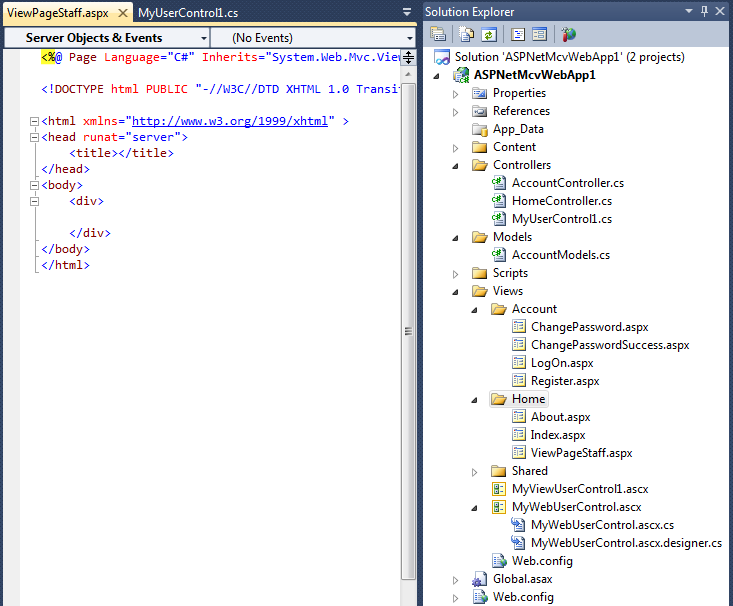 ViewPageStaff.aspx
MyUserControl1.cs
Server Objects & Events
(No Events)
<%@ Page Language="C#" Inherits="System.Web.Mvc.View
<!DOCTYPE html PUBLIC "-//W3C//DTD XHTML 1.0 Transit
<html xmlns="http://www.w3.org/1999/xhtml" >
<head runat="server">
<title></title>
</head>
<body>
<div>
</div>
</body>
</html>
Solution Explorer
Solution 'ASPNetMcvWebApp1' (2 projects)
ASPNetMcvWebApp1
Properties
References
App_Data
Content
Controllers
AccountController.cs
HomeController.cs
MyUserControl1.cs
Models
AccountModels.cs
Scripts
Views
Account
ChangePassword.aspx
ChangePasswordSuccess.aspx
LogOn.aspx
Register.aspx
Home
About.aspx
Index.aspx
ViewPageStaff.aspx
Shared
MyViewUserControl1.ascx
MyWebUserControl.ascx
MyWebUserControl.ascx.cs
MyWebUserControl.ascx.designer.cs
Web.config
Global.asax
Web.config